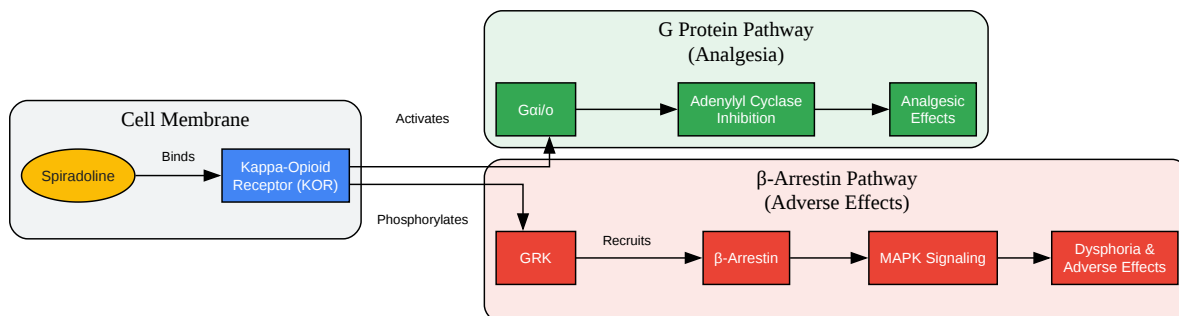 G Protein Pathway
(Analgesia)
Gαi/o
Adenylyl Cyclase
Inhibition
Analgesic
Effects
Cell Membrane
Activates
Spiradoline
Binds
Kappa-Opioid
Receptor (KOR)
Phosphorylates
β-Arrestin Pathway
(Adverse Effects)
GRK
Recruits
β-Arrestin
MAPK Signaling
Dysphoria &
Adverse Effects